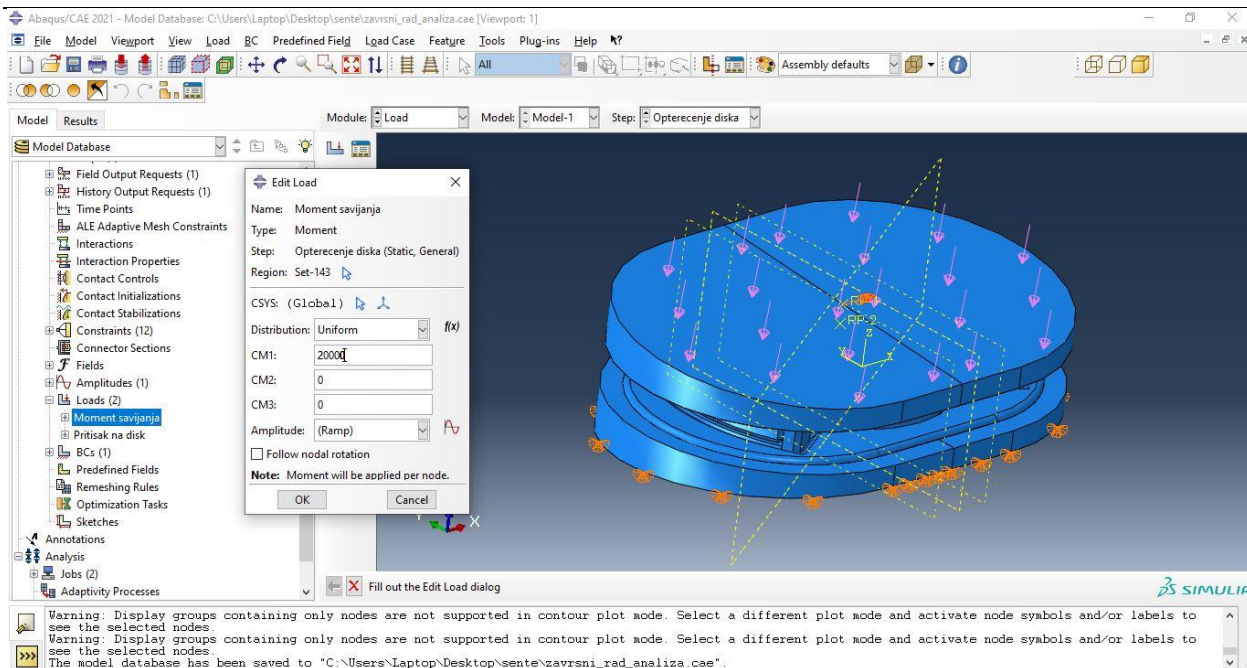 Abaqus/CAE 2021 - Model Database: C:\Users\Laptop\Desktop\sente\zavrsni_rad_analiza.cae [Viewport: 1]
File Model Viewport View Load BC Predefined Field Load Case Feature Tools Plug-ins Help
All Assembly defaults
Model Results
Module: Load Model: Model-1 Step: Opterecenje diska
Model Database
Field Output Requests (1)
History Output Requests (1)
Time Points
ALE Adaptive Mesh Constraints
Interactions
Interaction Properties
Contact Controls
Contact Initializations
Contact Stabilizations
Constraints (12)
Connector Sections
Fields
Amplitudes (1)
Loads (2)
Moment savijanja
Pritisak na disk
BCs (1)
Predefined Fields
Remeshing Rules
Optimization Tasks
Sketches
Annotations
Analysis
Jobs (2)
Adaptivity Processes
Edit Load
Name: Moment savijanja
Type: Moment
Step: Opterecenje diska (Static, General)
Region: Set-143
CSYS: (Global)
Distribution: Uniform f(x)
CM1: 20000
CM2: 0
CM3: 0
Amplitude: (Ramp)
Follow nodal rotation
Note: Moment will be applied per node.
OK Cancel
RP-2
Z
X
Fill out the Edit Load dialog
SIMULIA
Warning: Display groups containing only nodes are not supported in contour plot mode. Select a different plot mode and activate node symbols and/or labels to
see the selected nodes.
Warning: Display groups containing only nodes are not supported in contour plot mode. Select a different plot mode and activate node symbols and/or labels to
see the selected nodes.
The model database has been saved to "C:\Users\Laptop\Desktop\sente\zavrsni_rad_analiza.cae".